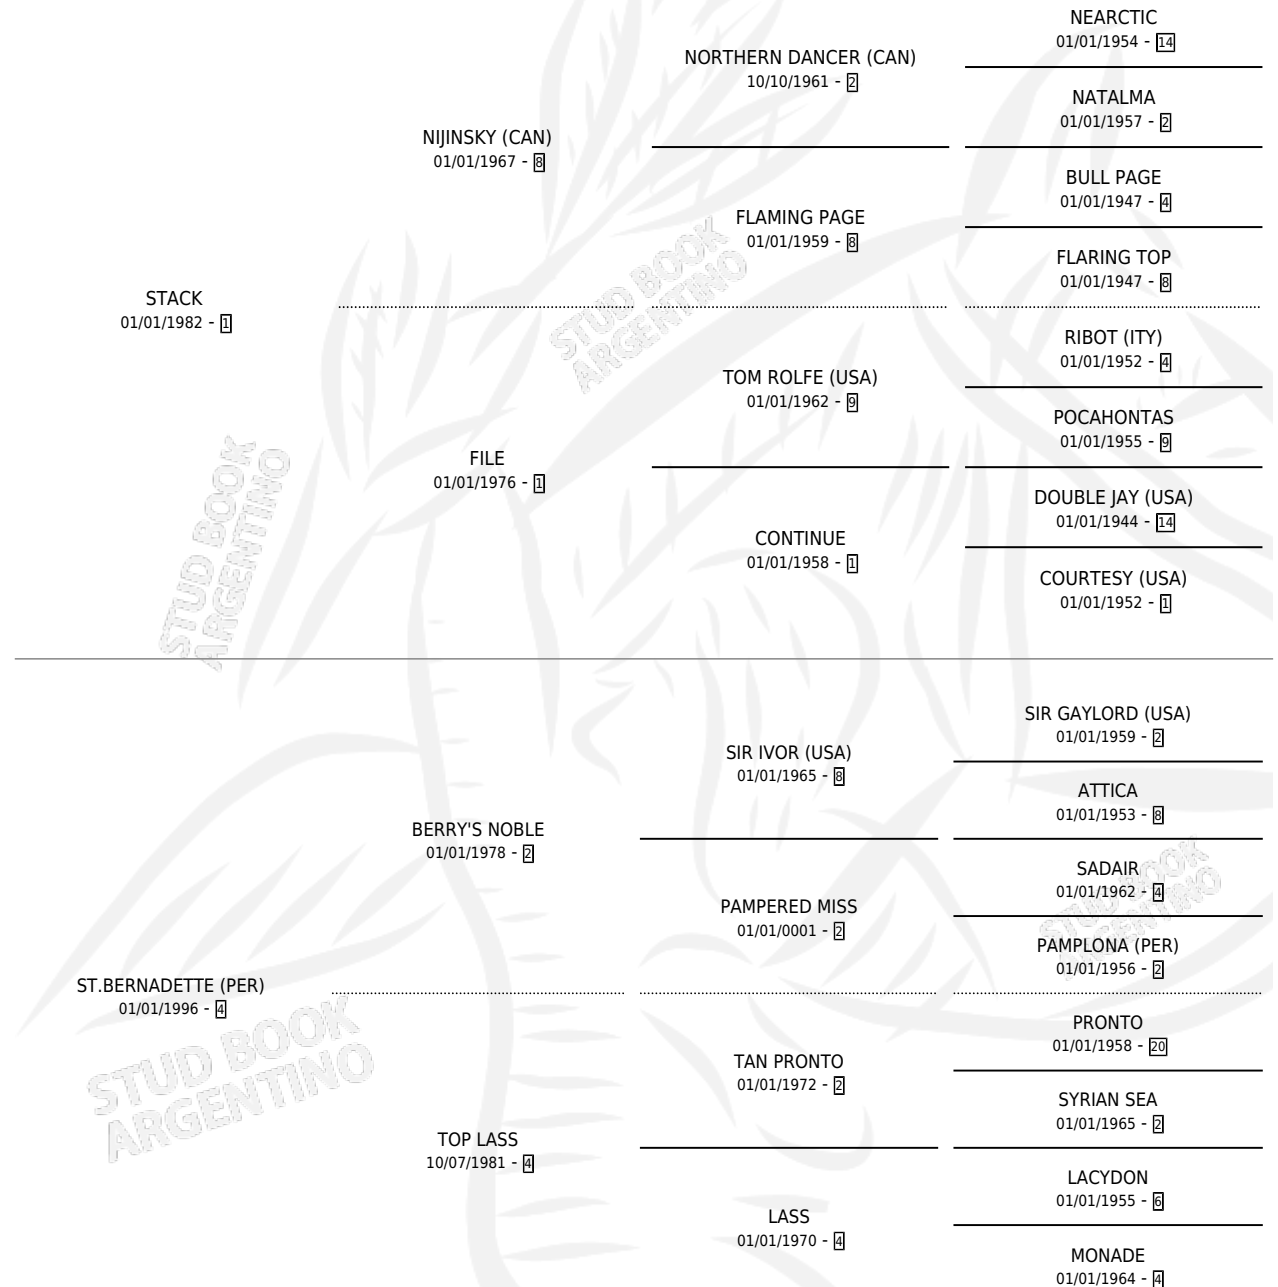 NEARCTIC
01/01/1954 - 14
NORTHERN DANCER (CAN)
10/10/1961 - 2
NATALMA
01/01/1957 - 2
NIJINSKY (CAN)
01/01/1967 - 8
BULL PAGE
01/01/1947 - 4
FLAMING PAGE
01/01/1959 - 8
FLARING TOP
01/01/1947 - 8
STACK
01/01/1982 - 1
RIBOT (ITY)
01/01/1952 - 4
TOM ROLFE (USA)
01/01/1962 - 9
POCAHONTAS
01/01/1955 - 9
FILE
01/01/1976 - 1
DOUBLE JAY (USA)
01/01/1944 - 14
CONTINUE
01/01/1958 - 1
COURTESY (USA)
01/01/1952 - 1
SIR GAYLORD (USA)
01/01/1959 - 2
SIR IVOR (USA)
01/01/1965 - 8
ATTICA
01/01/1953 - 8
BERRY'S NOBLE
01/01/1978 - 2
SADAIR
01/01/1962 - 4
PAMPERED MISS
01/01/0001 - 2
PAMPLONA (PER)
01/01/1956 - 2
ST.BERNADETTE (PER)
01/01/1996 - 4
PRONTO
01/01/1958 - 20
TAN PRONTO
01/01/1972 - 2
SYRIAN SEA
01/01/1965 - 2
TOP LASS
10/07/1981 - 4
LACYDON
01/01/1955 - 6
LASS
01/01/1970 - 4
MONADE
01/01/1964 - 4
STUD BOOK
ARGENTINO
STUD BOOK
ARGENTINO
STUD BOOK
ARGENTINO
STUD BOOK
ARGENTINO